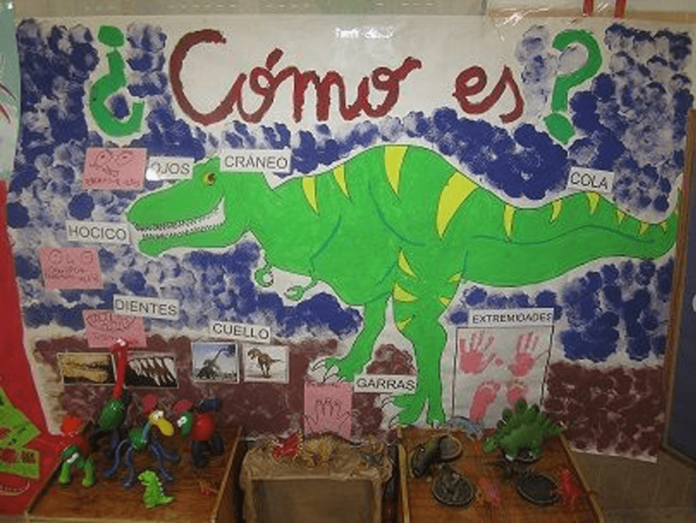 ¿Cómo es?
OJOS
CRÁNEO
COLA
HOCICO
DIENTES
CUELLO
EXTREMIDADES
GARRAS